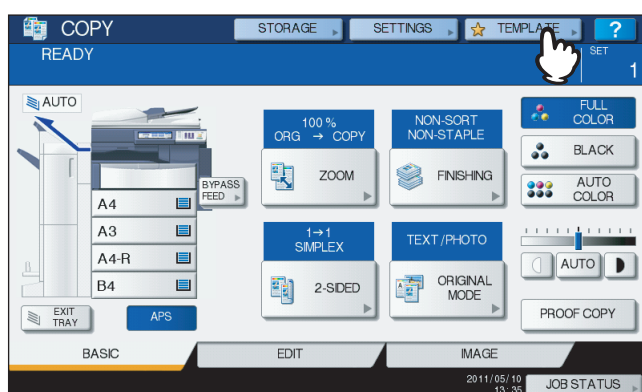 COPY
STORAGE
SETTINGS
TEMPLATE
?
READY
SET
1
AUTO
100 %
ORG → COPY
NON-SORT
NON-STAPLE
FULL
COLOR
ZOOM
FINISHING
BLACK
BYPASS
FEED
AUTO
COLOR
A4
A3
A4-R
B4
1→1
SIMPLEX
TEXT/PHOTO
2-SIDED
ORIGINAL
MODE
AUTO
EXIT
TRAY
APS
PROOF COPY
BASIC
EDIT
IMAGE
2011/05/10
13:35
JOB STATUS